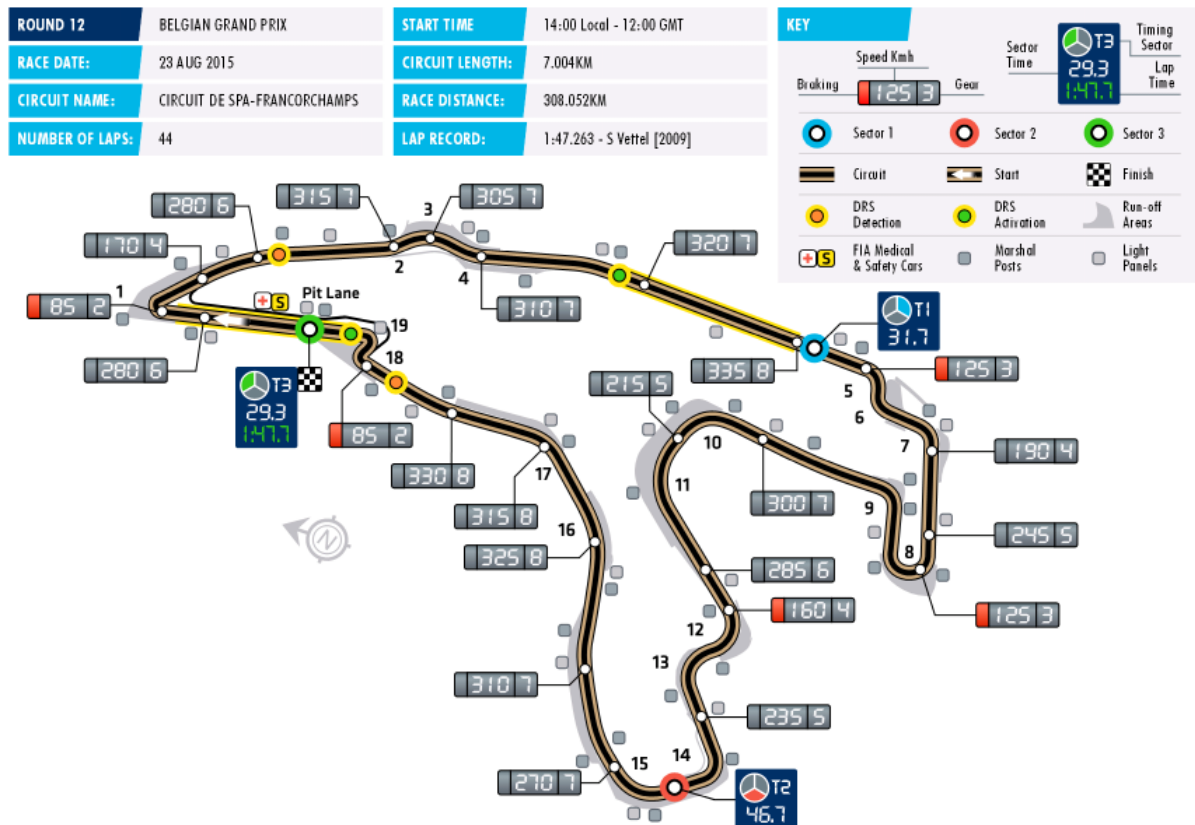 ROUND 12 BELGIAN GRAND PRIX
RACE DATE: 23 AUG 2015
CIRCUIT NAME: CIRCUIT DE SPA-FRANCORCHAMPS
NUMBER OF LAPS: 44
START TIME 14:00 Local - 12:00 GMT
CIRCUIT LENGTH: 7.004KM
RACE DISTANCE: 308.052KM
LAP RECORD: 1:47.263 - S Vettel [2009]
KEY
Speed Kmh
Braking 125 3 Gear
Sector Time
T3
29.3
1:47.7
Timing Sector
Lap Time
Sector 1
Sector 2
Sector 3
Circuit
Start
Finish
DRS Detection
DRS Activation
Run-off Areas
FIA Medical & Safety Cars
Marshal Posts
Light Panels
S
315 7
3
305 7
280 6
170 4
2
4
320 7
1
85 2
S
Pit Lane
310 7
T1
31.7
19
280 6
18
335 8
5
125 3
T3
29.3
1:47.7
215 5
6
85 2
10
7
190 4
17
330 8
11
300 7
9
315 8
16
245 5
325 8
8
285 6
125 3
160 4
12
13
310 7
235 5
14
15
270 7
T2
46.7
N